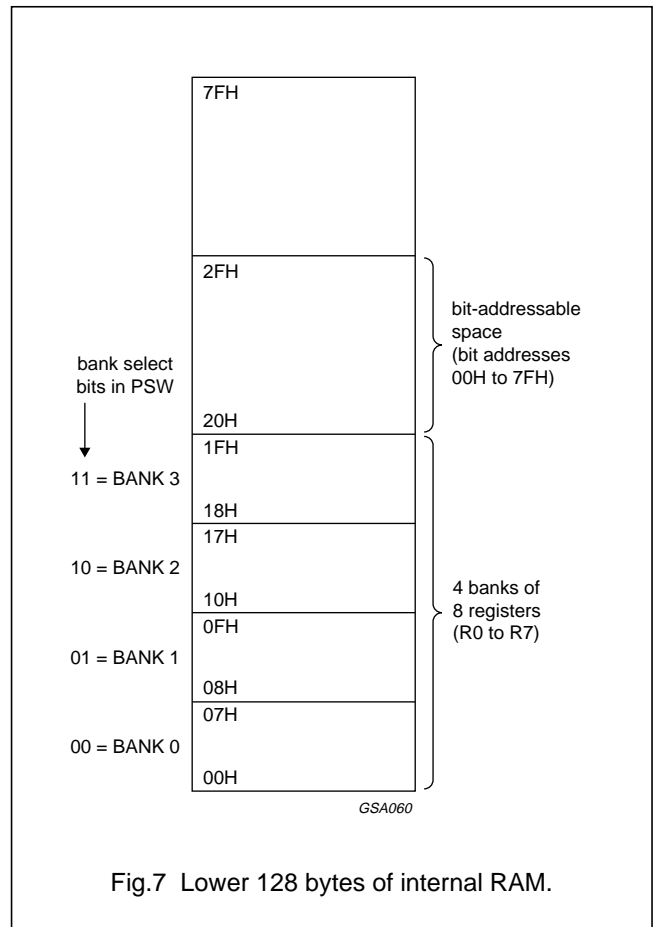 7FH
2FH
bit-addressable
space
(bit addresses
00H to 7FH)
bank select
bits in PSW
20H
1FH
11 = BANK 3
18H
17H
10 = BANK 2
10H
4 banks of
8 registers
(R0 to R7)
0FH
01 = BANK 1
08H
07H
00 = BANK 0
00H
GSA060
Fig.7 Lower 128 bytes of internal RAM.